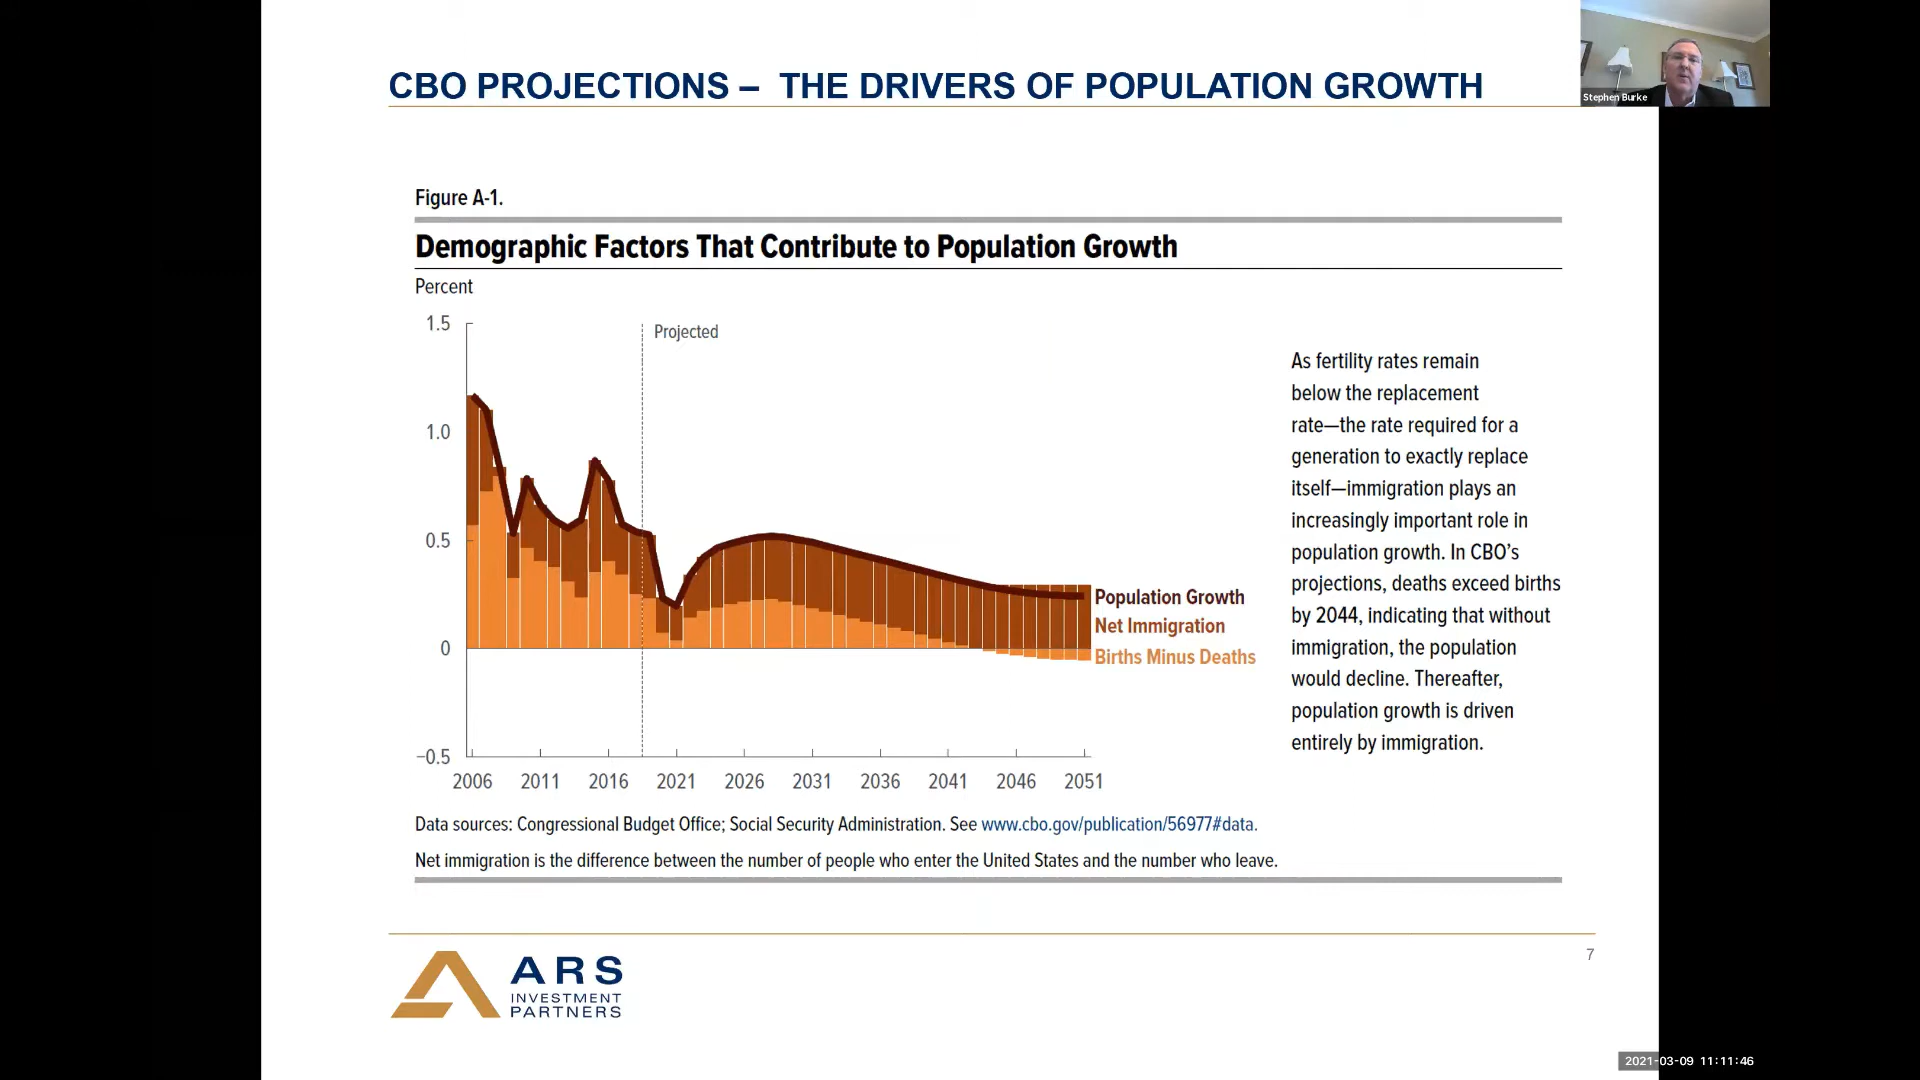 CBO PROJECTIONS – THE DRIVERS OF POPULATION GROWTH
Stephen Burke
Figure A-1.
Demographic Factors That Contribute to Population Growth
Percent
1.5
Projected
1.0
0.5
0
−0.5
2006 2011 2016 2021 2026 2031 2036 2041 2046 2051
Population Growth
Net Immigration
Births Minus Deaths
As fertility rates remain
below the replacement
rate—the rate required for a
generation to exactly replace
itself—immigration plays an
increasingly important role in
population growth. In CBO’s
projections, deaths exceed births
by 2044, indicating that without
immigration, the population
would decline. Thereafter,
population growth is driven
entirely by immigration.
Data sources: Congressional Budget Office; Social Security Administration. See www.cbo.gov/publication/56977#data.
Net immigration is the difference between the number of people who enter the United States and the number who leave.
7
ARS
INVESTMENT
PARTNERS
2021-03-09 11:11:46